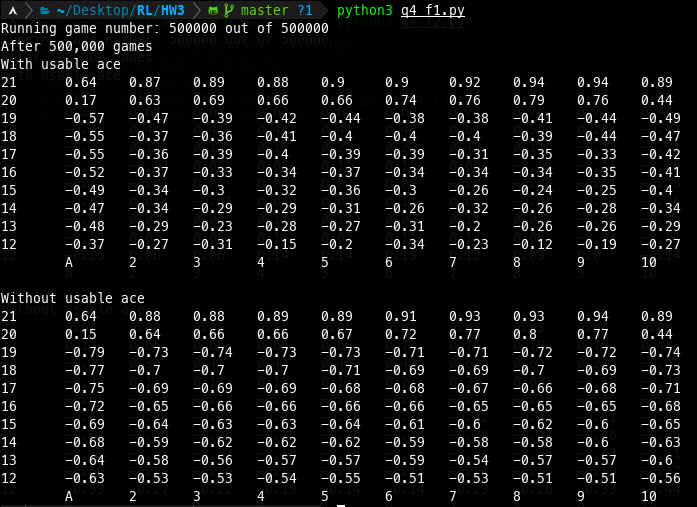 ~/Desktop/RL/HW3 master ?1 python3 q4_f1.py
Running game number: 500000 out of 500000
After 500,000 games
With usable ace
21 0.64 0.87 0.89 0.88 0.9 0.9 0.92 0.94 0.94 0.89
20 0.17 0.63 0.69 0.66 0.66 0.74 0.76 0.79 0.76 0.44
19 -0.57 -0.47 -0.39 -0.42 -0.44 -0.38 -0.38 -0.41 -0.44 -0.49
18 -0.55 -0.37 -0.36 -0.41 -0.4 -0.4 -0.4 -0.39 -0.44 -0.47
17 -0.55 -0.36 -0.39 -0.4 -0.39 -0.39 -0.31 -0.35 -0.33 -0.42
16 -0.52 -0.37 -0.33 -0.34 -0.37 -0.34 -0.34 -0.34 -0.35 -0.41
15 -0.49 -0.34 -0.3 -0.32 -0.36 -0.3 -0.26 -0.24 -0.25 -0.4
14 -0.47 -0.34 -0.29 -0.29 -0.31 -0.26 -0.32 -0.26 -0.28 -0.34
13 -0.48 -0.29 -0.23 -0.28 -0.27 -0.31 -0.2 -0.26 -0.26 -0.29
12 -0.37 -0.27 -0.31 -0.15 -0.2 -0.34 -0.23 -0.12 -0.19 -0.27
A 2 3 4 5 6 7 8 9 10
Without usable ace
21 0.64 0.88 0.88 0.89 0.89 0.91 0.93 0.93 0.94 0.89
20 0.15 0.64 0.66 0.66 0.67 0.72 0.77 0.8 0.77 0.44
19 -0.79 -0.73 -0.74 -0.73 -0.73 -0.71 -0.71 -0.72 -0.72 -0.74
18 -0.77 -0.7 -0.7 -0.7 -0.71 -0.69 -0.69 -0.7 -0.69 -0.73
17 -0.75 -0.69 -0.69 -0.69 -0.68 -0.68 -0.67 -0.66 -0.68 -0.71
16 -0.72 -0.65 -0.66 -0.66 -0.66 -0.66 -0.65 -0.65 -0.65 -0.68
15 -0.69 -0.64 -0.63 -0.63 -0.64 -0.61 -0.6 -0.62 -0.6 -0.65
14 -0.68 -0.59 -0.62 -0.62 -0.62 -0.59 -0.58 -0.58 -0.6 -0.63
13 -0.64 -0.58 -0.56 -0.57 -0.57 -0.59 -0.54 -0.57 -0.57 -0.6
12 -0.63 -0.53 -0.53 -0.54 -0.55 -0.51 -0.53 -0.51 -0.51 -0.56
A 2 3 4 5 6 7 8 9 10